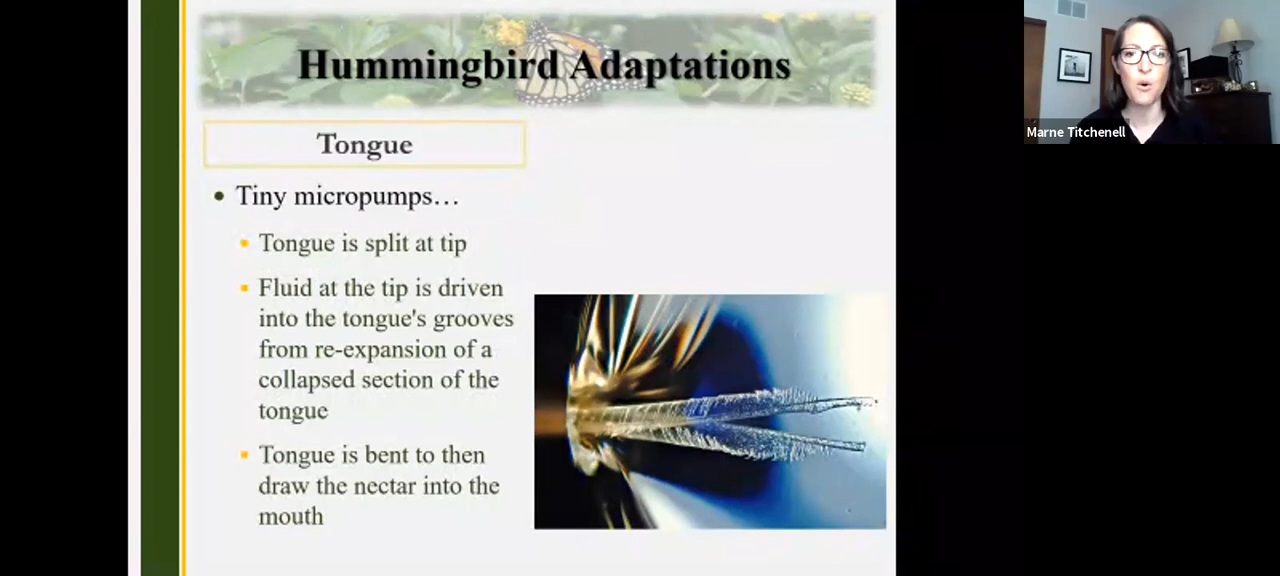 Hummingbird Adaptations
Marne Titchenell
Tongue
Tiny micropumps…
Tongue is split at tip
Fluid at the tip is driven
into the tongue's grooves
from re-expansion of a
collapsed section of the
tongue
Tongue is bent to then
draw the nectar into the
mouth